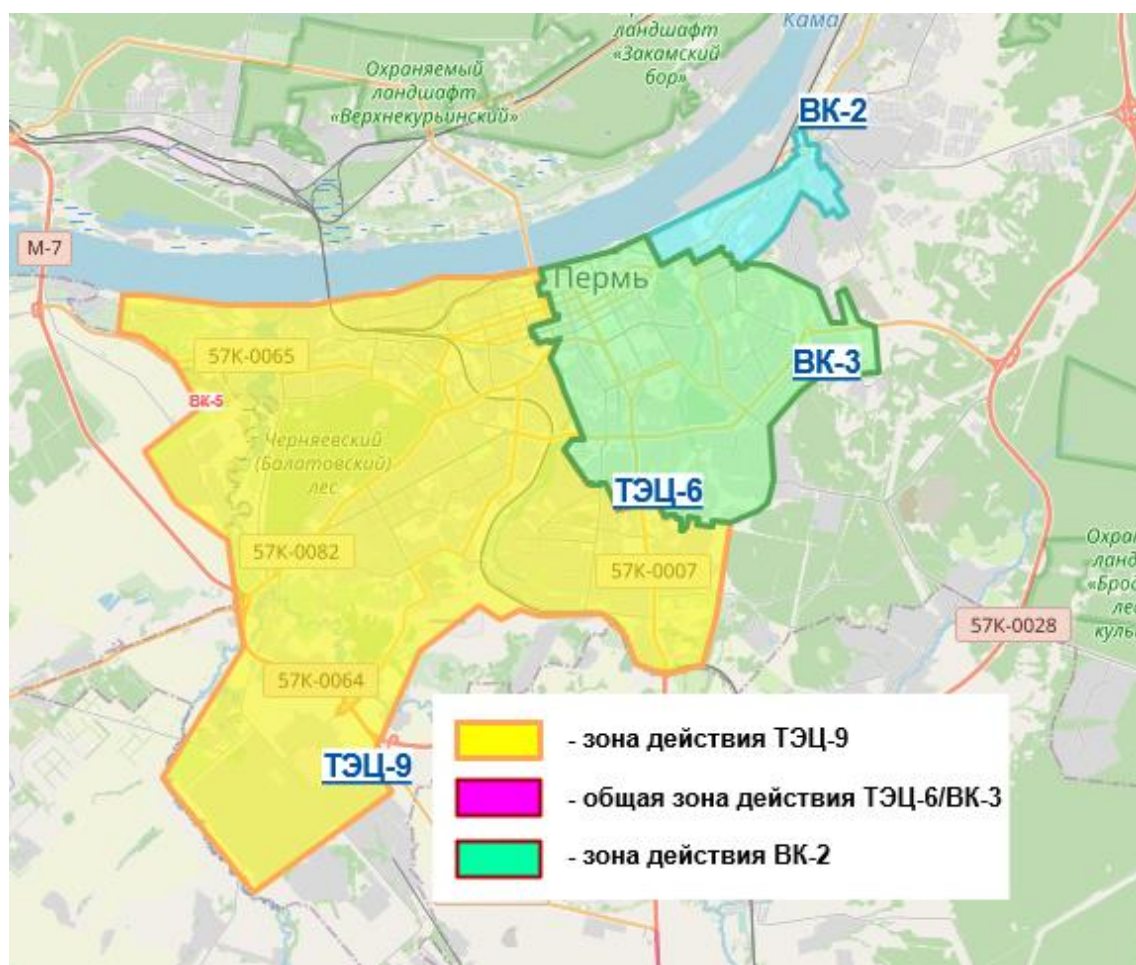 ландшафт
«Закамский
бор»
Кама
Охраняемый
ландшафт
«Верхнекурьинский»
ВК-2
М-7
Пермь
57К-0065
ВК-3
ВК-5
Черняевский
(Балатовский)
лес
ТЭЦ-6
57К-0082
57К-0007
57К-0028
57К-0064
ТЭЦ-9
- зона действия ТЭЦ-9
- общая зона действия ТЭЦ-6/ВК-3
- зона действия ВК-2